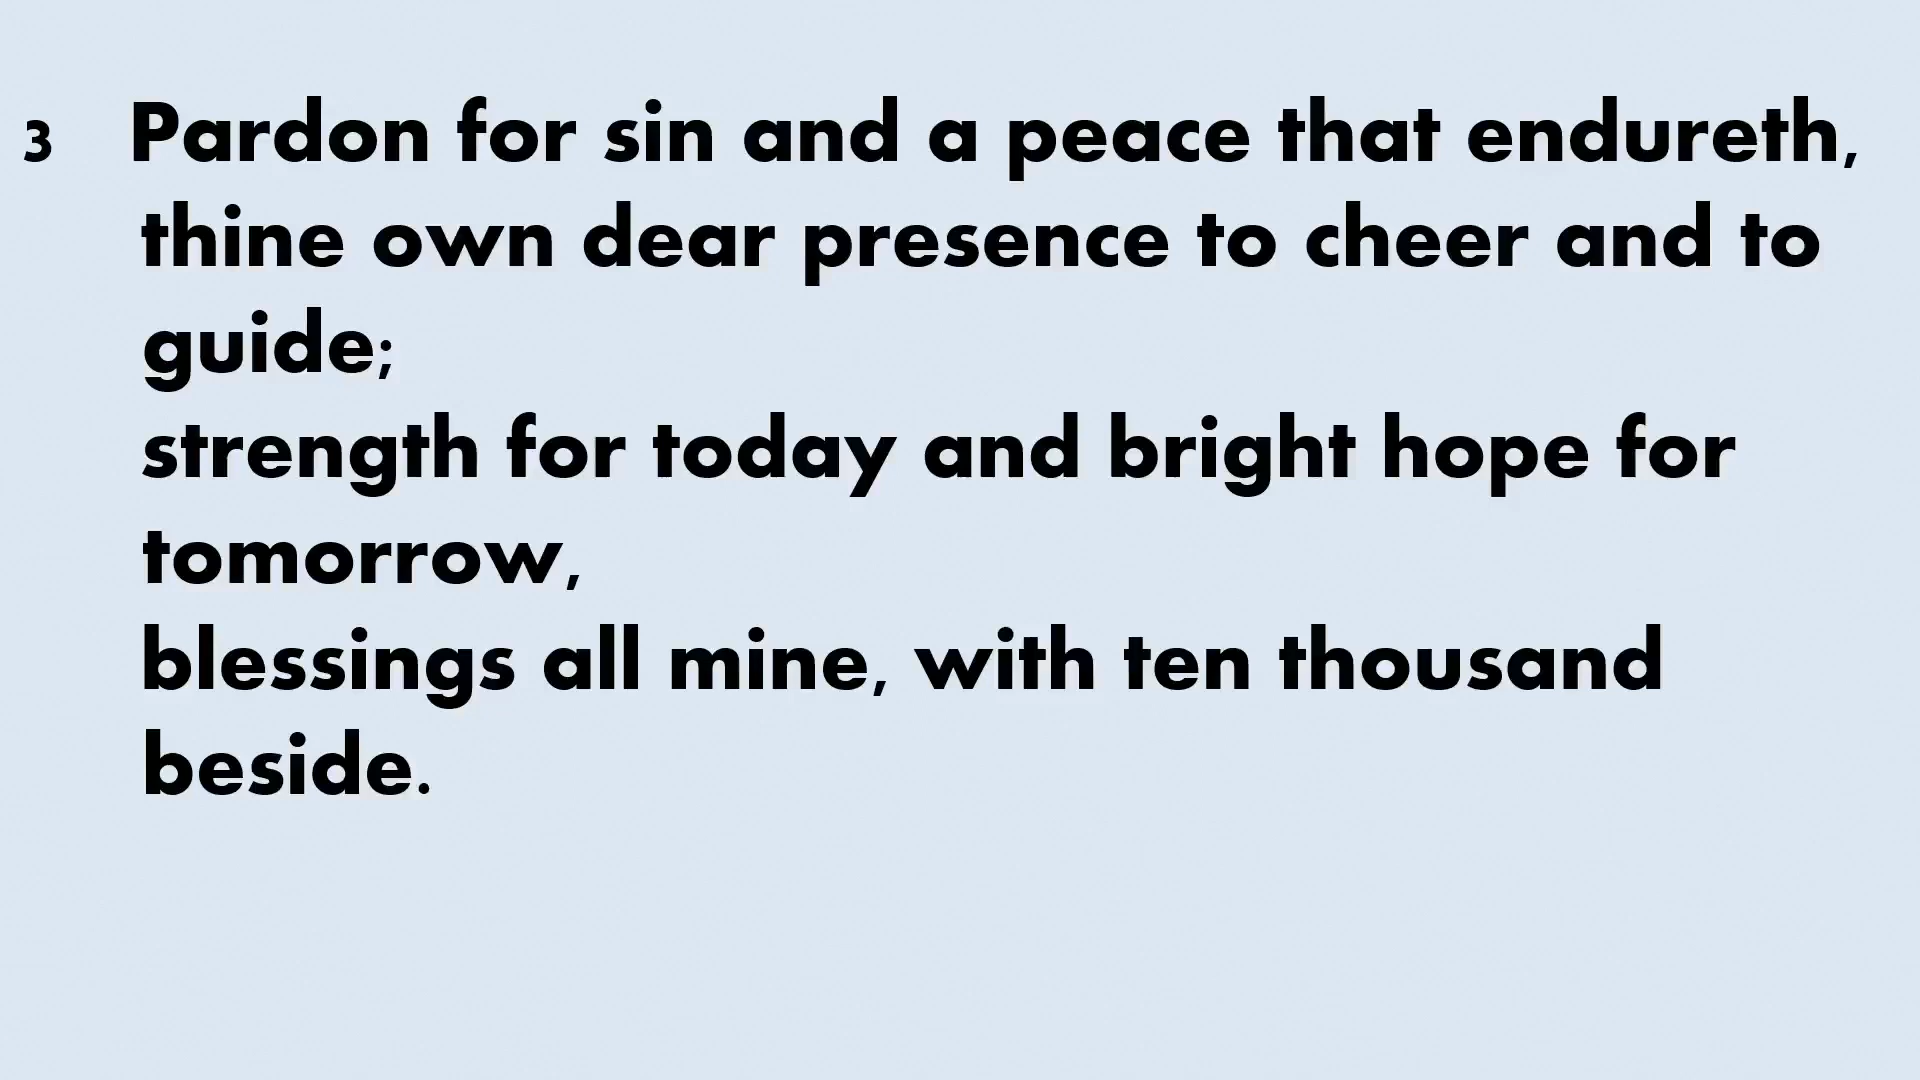 3 Pardon for sin and a peace that endureth,
thine own dear presence to cheer and to
guide;
strength for today and bright hope for
tomorrow,
blessings all mine, with ten thousand
beside.